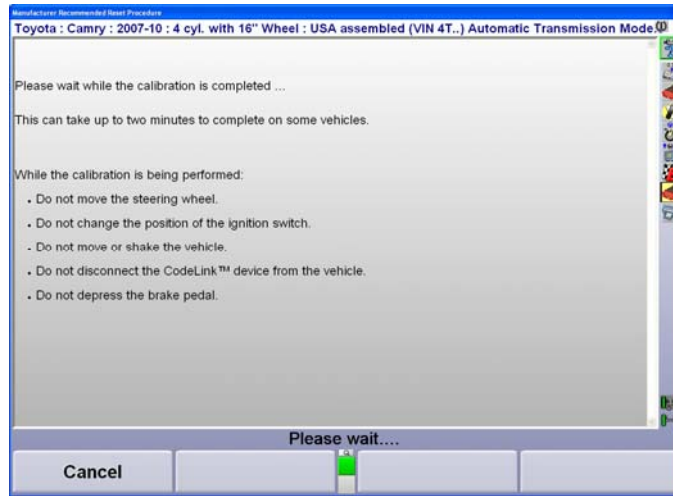 Manufacturer Recommended Reset Procedure
Toyota : Camry : 2007-10 : 4 cyl. with 16" Wheel : USA assembled (VIN 4T..) Automatic Transmission Mode.
Please wait while the calibration is completed ...
This can take up to two minutes to complete on some vehicles.
While the calibration is being performed:
. Do not move the steering wheel.
. Do not change the position of the ignition switch.
. Do not move or shake the vehicle.
. Do not disconnect the CodeLink™ device from the vehicle.
. Do not depress the brake pedal.
Please wait....
Cancel